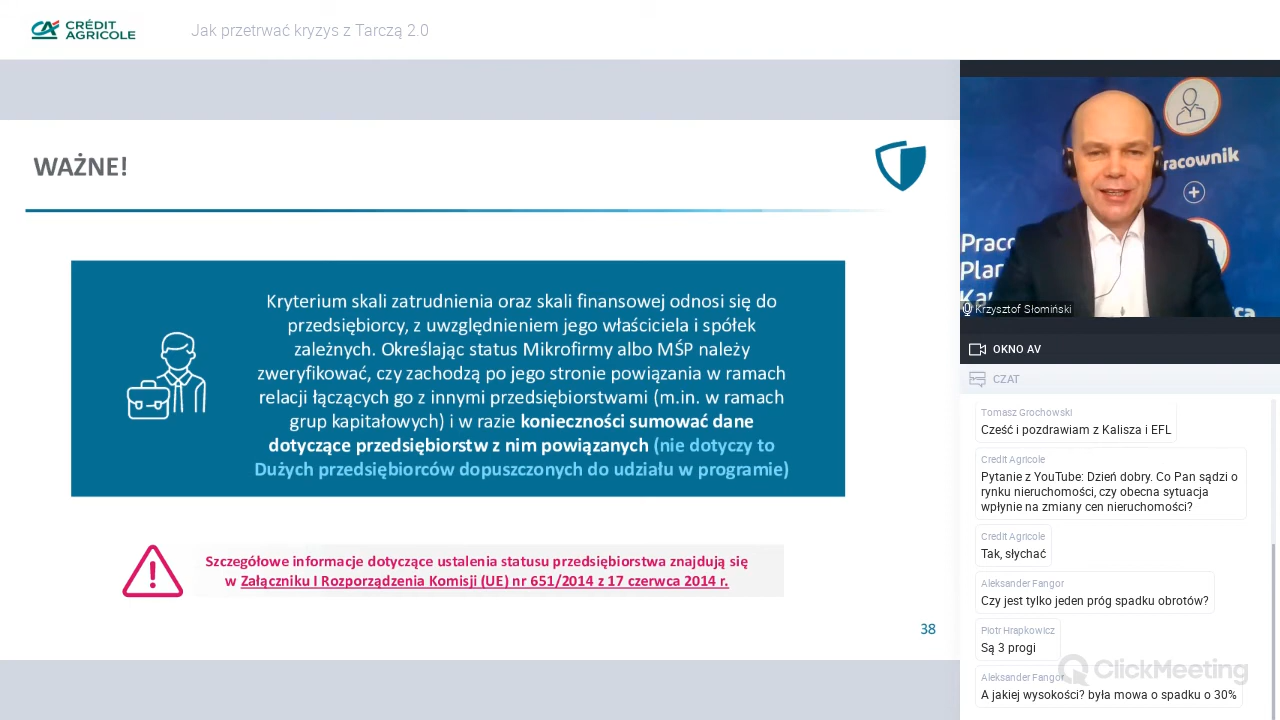 CRÉDIT
AGRICOLE
Jak przetrwać kryzys z Tarczą 2.0
WAŻNE!
Kryterium skali zatrudnienia oraz skali finansowej odnosi się do
przedsiębiorcy, z uwzględnieniem jego właściciela i spółek
zależnych. Określając status Mikrofirmy albo MŚP należy
zweryfikować, czy zachodzą po jego stronie powiązania w ramach
relacji łączących go z innymi przedsiębiorstwami (m.in. w ramach
grup kapitałowych) i w razie konieczności sumować dane
dotyczące przedsiębiorstw z nim powiązanych (nie dotyczy to
Dużych przedsiębiorców dopuszczonych do udziału w programie)
Szczegółowe informacje dotyczące ustalenia statusu przedsiębiorstwa znajdują się
w Załączniku I Rozporządzenia Komisji (UE) nr 651/2014 z 17 czerwca 2014 r.
38
racownik
Praco
Plan
Krzysztof Słomiński
OKNO AV
CZAT
Tomasz Grochowski
Cześć i pozdrawiam z Kalisza i EFL
Credit Agricole
Pytanie z YouTube: Dzień dobry. Co Pan sądzi o
rynku nieruchomości, czy obecna sytuacja
wpłynie na zmiany cen nieruchomości?
Credit Agricole
Tak, słychać
Aleksander Fangor
Czy jest tylko jeden próg spadku obrotów?
Piotr Hrapkowicz
Są 3 progi
ClickMeeting
Aleksander Fangor
A jakiej wysokości? była mowa o spadku o 30%